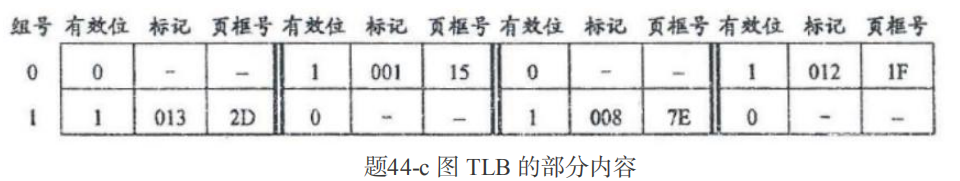 组号 有效位 标记 页框号 有效位 标记 页框号 有效位 标记 页框号 有效位 标记 页框号
0 0 - - 1 001 15 0 - - 1 012 1F
1 1 013 2D 0 - - 1 008 7E 0 - -
题44-c 图 TLB 的部分内容